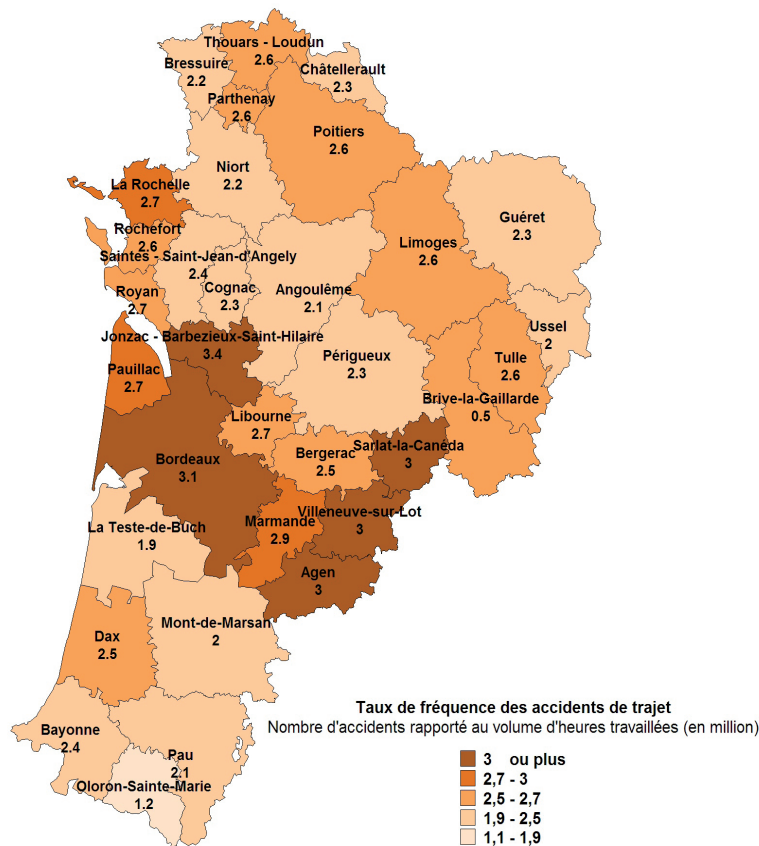 Thouars - Loudun
2.6
Bressuire
2.2
Châtellerault
2.3
Parthenay
2.6
Poitiers
2.6
Niort
2.2
La Rochelle
2.7
Guéret
2.3
Rochefort
2.6
Limoges
2.6
Saintes - Saint-Jean-d'Angely
2.4
Cognac
2.3
Angoulême
2.1
Royan
2.7
Ussel
2
Jonzac - Barbezieux-Saint-Hilaire
3.4
Périgueux
2.3
Tulle
2.6
Pauillac
2.7
Brive-la-Gaillarde
0.5
Libourne
2.7
Sarlat-la-Canéda
3
Bergerac
2.5
Bordeaux
3.1
Villeneuve-sur-Lot
3
Marmande
2.9
La Teste-de-Buch
1.9
Agen
3
Mont-de-Marsan
2
Dax
2.5
Bayonne
2.4
Pau
2.1
Oloron-Sainte-Marie
1.2
Taux de fréquence des accidents de trajet
Nombre d'accidents rapporté au volume d'heures travaillées (en million)
3 ou plus
2,7 - 3
2,5 - 2,7
1,9 - 2,5
1,1 - 1,9